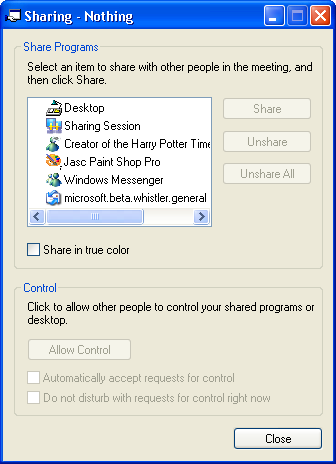 Sharing - Nothing
Share Programs
Select an item to share with other people in the meeting, and
then click Share.
Desktop
Share
Sharing Session
Creator of the Harry Potter Time
Unshare
Jasc Paint Shop Pro
Windows Messenger
Unshare All
microsoft.beta.whistler.general
Share in true color
Control
Click to allow other people to control your shared programs or
desktop.
Allow Control
Automatically accept requests for control
Do not disturb with requests for control right now
Close